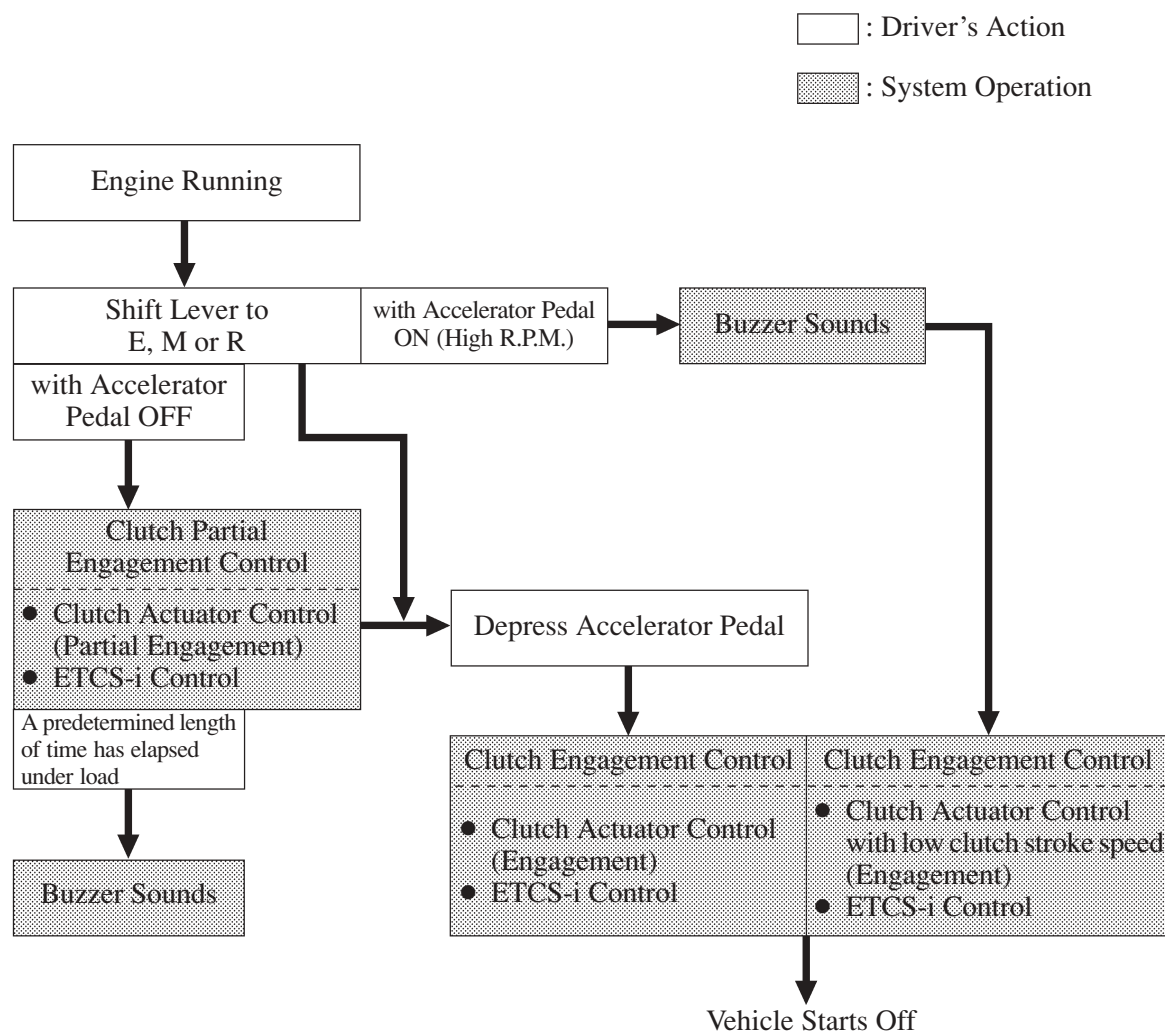 : Driver's Action
: System Operation
Engine Running
Shift Lever to
E, M or R
with Accelerator Pedal
ON (High R.P.M.)
Buzzer Sounds
with Accelerator
Pedal OFF
Clutch Partial
Engagement Control
● Clutch Actuator Control
(Partial Engagement)
● ETCS-i Control
Depress Accelerator Pedal
A predetermined length
of time has elapsed
under load
Buzzer Sounds
Clutch Engagement Control
● Clutch Actuator Control
(Engagement)
● ETCS-i Control
Clutch Engagement Control
● Clutch Actuator Control
with low clutch stroke speed
(Engagement)
● ETCS-i Control
Vehicle Starts Off